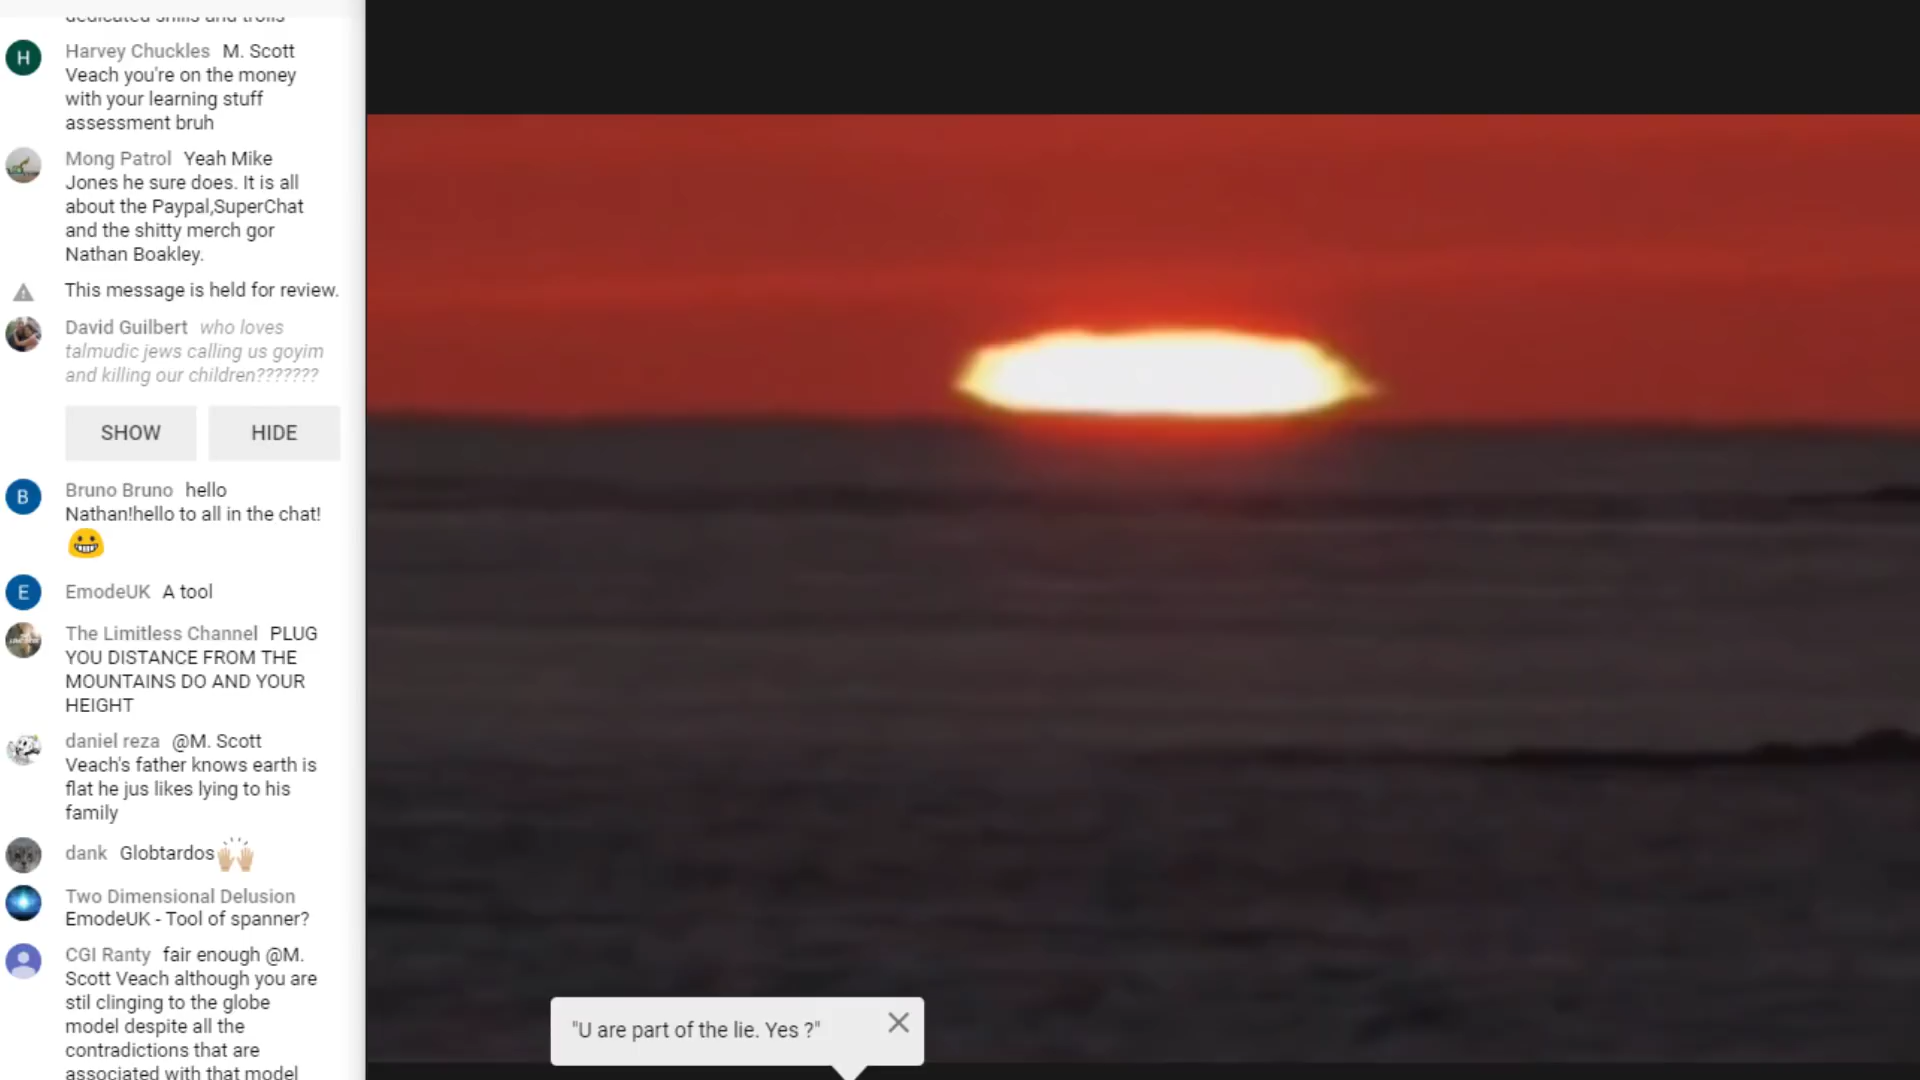 dedicated shills and trolls
H
Harvey Chuckles M. Scott
Veach you're on the money
with your learning stuff
assessment bruh
Mong Patrol Yeah Mike
Jones he sure does. It is all
about the Paypal,SuperChat
and the shitty merch gor
Nathan Boakley.
This message is held for review.
David Guilbert who loves
talmudic jews calling us goyim
and killing our children???????
SHOW HIDE
B
Bruno Bruno hello
Nathan!hello to all in the chat!
E
EmodeUK A tool
The Limitless Channel PLUG
YOU DISTANCE FROM THE
MOUNTAINS DO AND YOUR
HEIGHT
daniel reza @M. Scott
Veach's father knows earth is
flat he jus likes lying to his
family
dank Globtardos
Two Dimensional Delusion
EmodeUK - Tool of spanner?
CGI Ranty fair enough @M.
Scott Veach although you are
stil clinging to the globe
model despite all the
contradictions that are
associated with that model
"U are part of the lie. Yes ?"